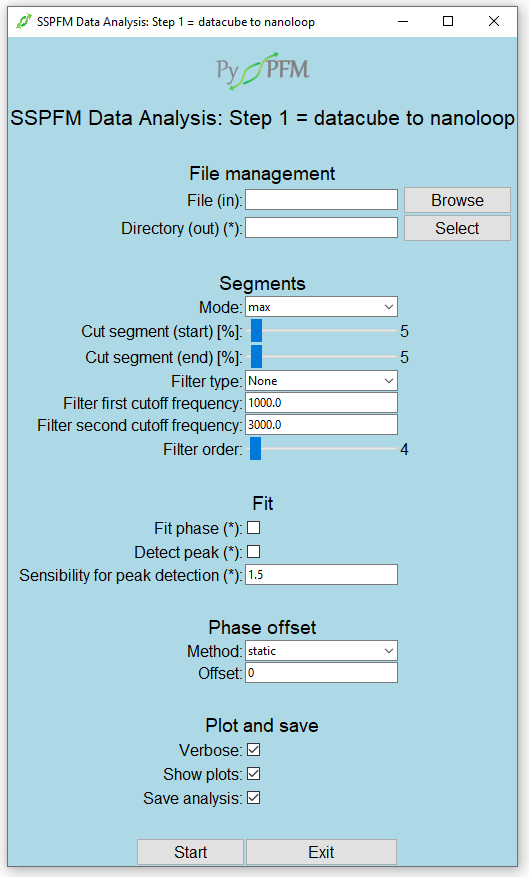 SSPFM Data Analysis: Step 1 = datacube to nanoloop
Py PFM
SSPFM Data Analysis: Step 1 = datacube to nanoloop
File management
File (in): Browse
Directory (out) (*): Select
Segments
Mode: max
Cut segment (start) [%] 5
Cut segment (end) [%]: 5
Filter type: None
Filter first cutoff frequency: 1000.0
Filter second cutoff frequency: 3000.0
Filter order: 4
Fit
Fit phase (*):
Detect peak (*):
Sensibility for peak detection (*): 1.5
Phase offset
Method: static
Offset: 0
Plot and save
Verbose:
Show plots:
Save analysis:
Start Exit